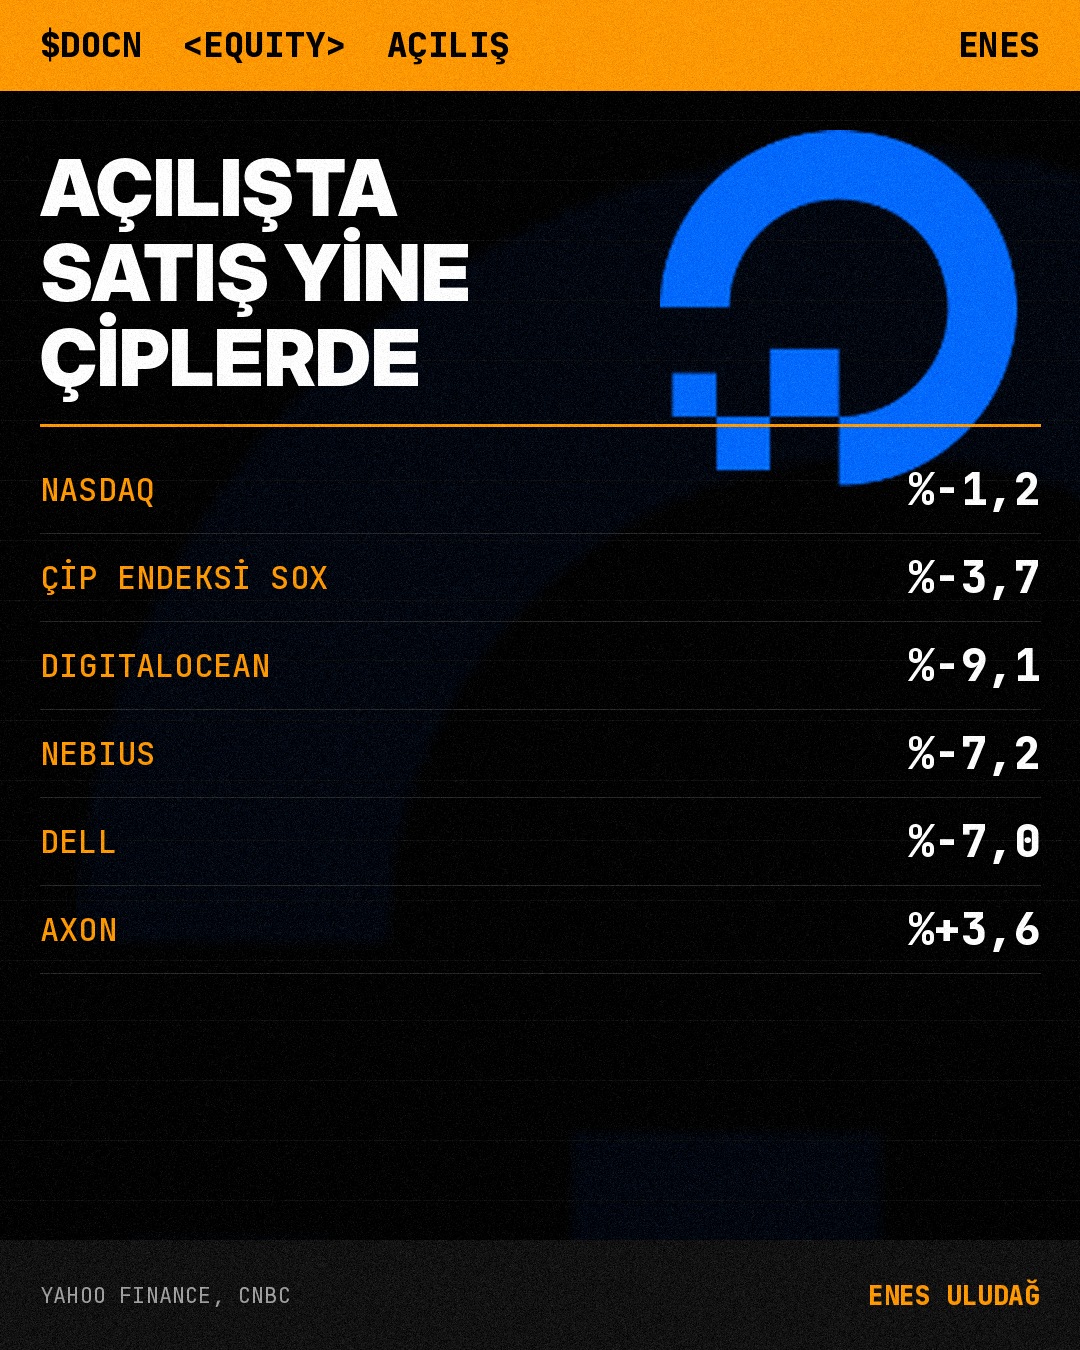 $DOCN <EQUITY> AÇILIŞ ENES
AÇILIŞTA
SATIŞ YİNE
ÇİPLERDE
NASDAQ %-1,2
ÇİP ENDEKSİ SOX %-3,7
DIGITALOCEAN %-9,1
NEBIUS %-7,2
DELL %-7,0
AXON %+3,6
YAHOO FINANCE, CNBC ENES ULUDAĞ